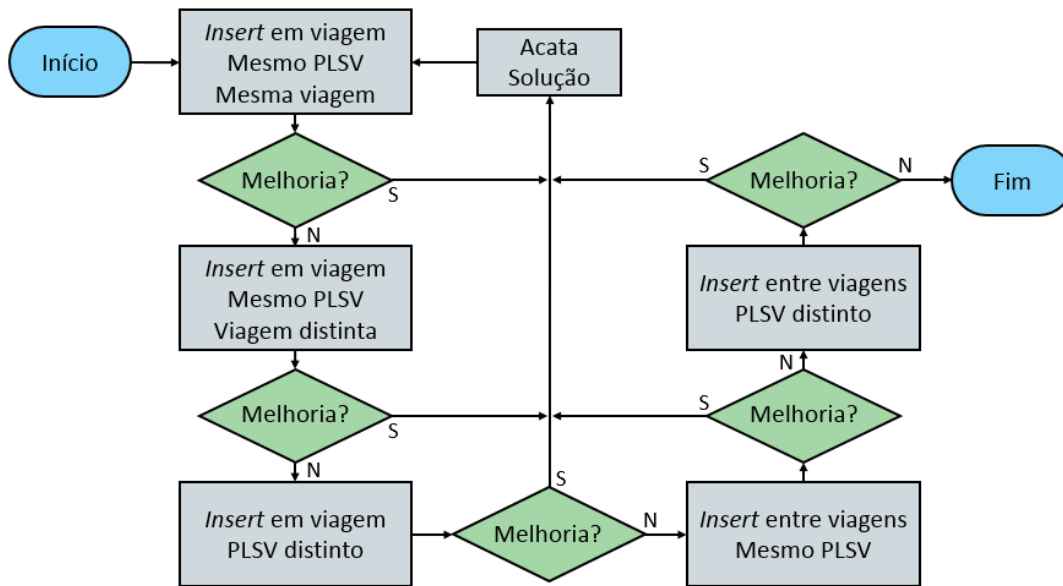 Início
Insert em viagem
Mesmo PLSV
Mesma viagem
Acata
Solução
Melhoria?
S
N
Melhoria?
S
N
Fim
Insert em viagem
Mesmo PLSV
Viagem distinta
Insert entre viagens
PLSV distinto
N
Melhoria?
S
N
Melhoria?
S
Insert em viagem
PLSV distinto
S
Melhoria?
N
Insert entre viagens
Mesmo PLSV